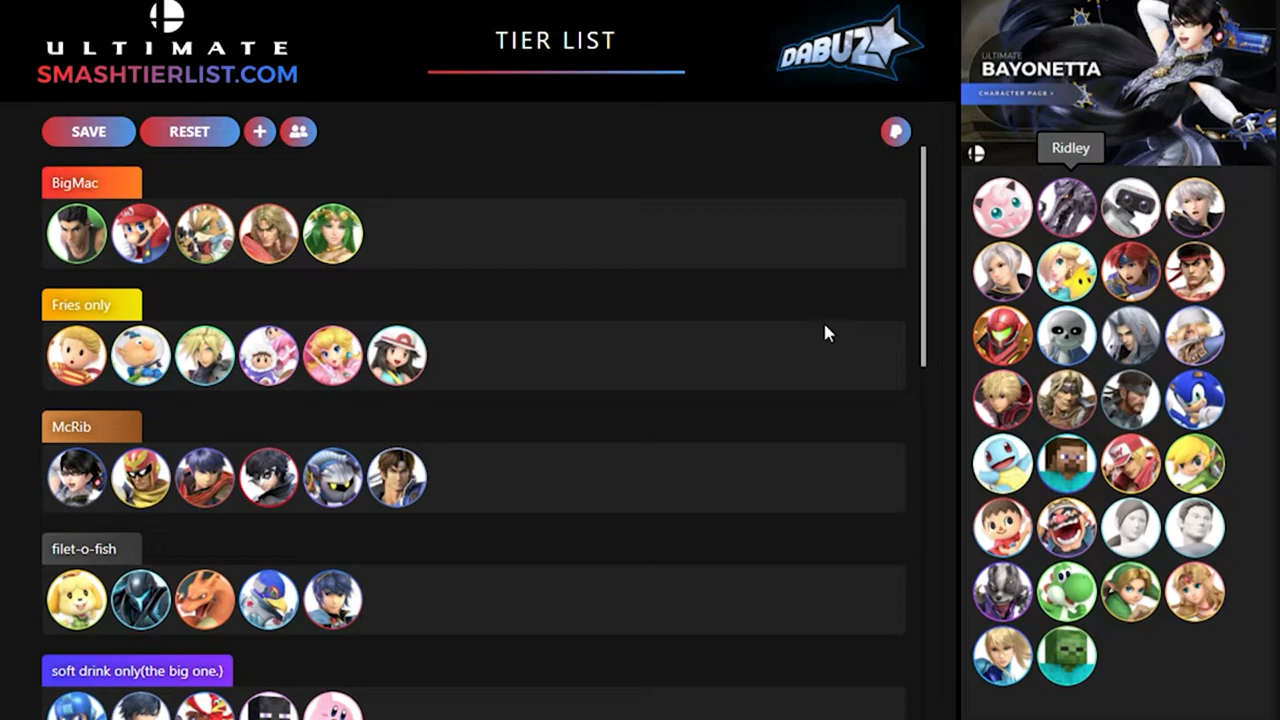 ULTIMATE
SMASHTIERLIST.COM
TIER LIST
DABUZ
ULTIMATE
BAYONETTA
CHARACTER PAGE >
SAVE
RESET
+
Ridley
BigMac
Fries only
McRib
filet-o-fish
soft drink only(the big one.)